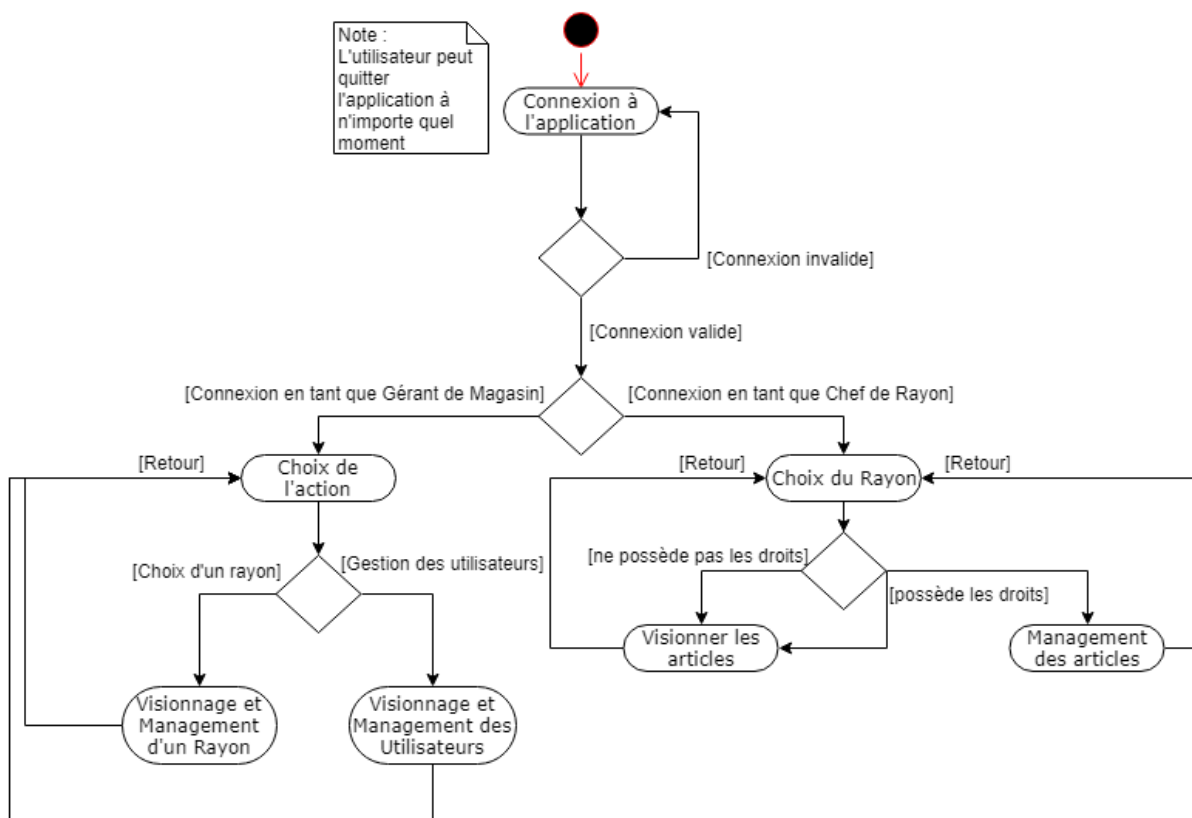 Note :
L'utilisateur peut
quitter
l'application à
n'importe quel
moment
Connexion à
l'application
[Connexion invalide]
[Connexion valide]
[Connexion en tant que Gérant de Magasin]
[Connexion en tant que Chef de Rayon]
[Retour]
Choix de
l'action
[Retour]
Choix du Rayon
[Retour]
[Choix d'un rayon]
[Gestion des utilisateurs]
[ne possède pas les droits]
[possède les droits]
Visionner les
articles
Management
des articles
Visionnage et
Management
d'un Rayon
Visionnage et
Management des
Utilisateurs